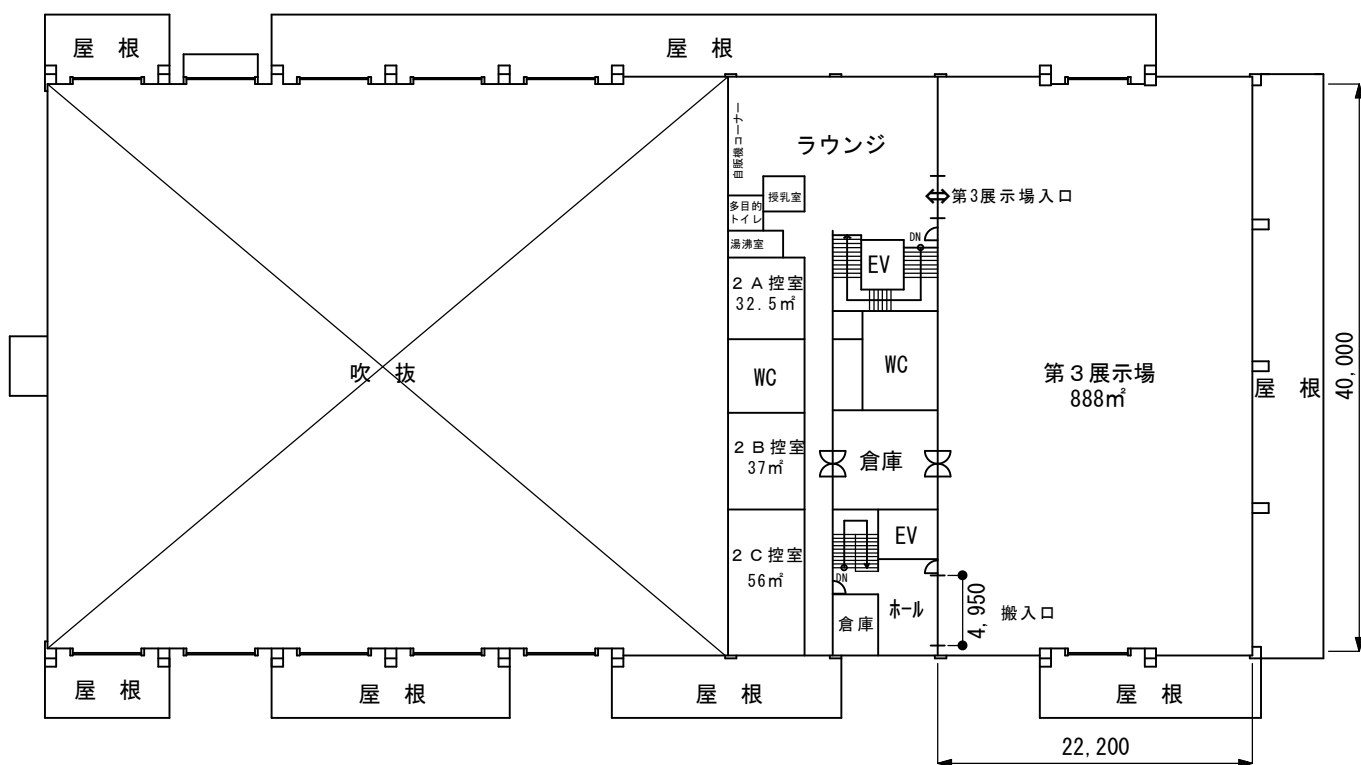 屋 根
屋 根
自販機コーナー
ラウンジ
授乳室
多目的
トイレ
第3展示場入口
湯沸室
DN
EV
2A控室
32.5㎡
WC
WC
吹 抜
第3展示場
888㎡
屋 根
40,000
2B控室
37㎡
倉庫
2C控室
56㎡
EV
DN
ホール
倉庫
4,950
搬入口
屋 根
屋 根
屋 根
屋 根
22,200